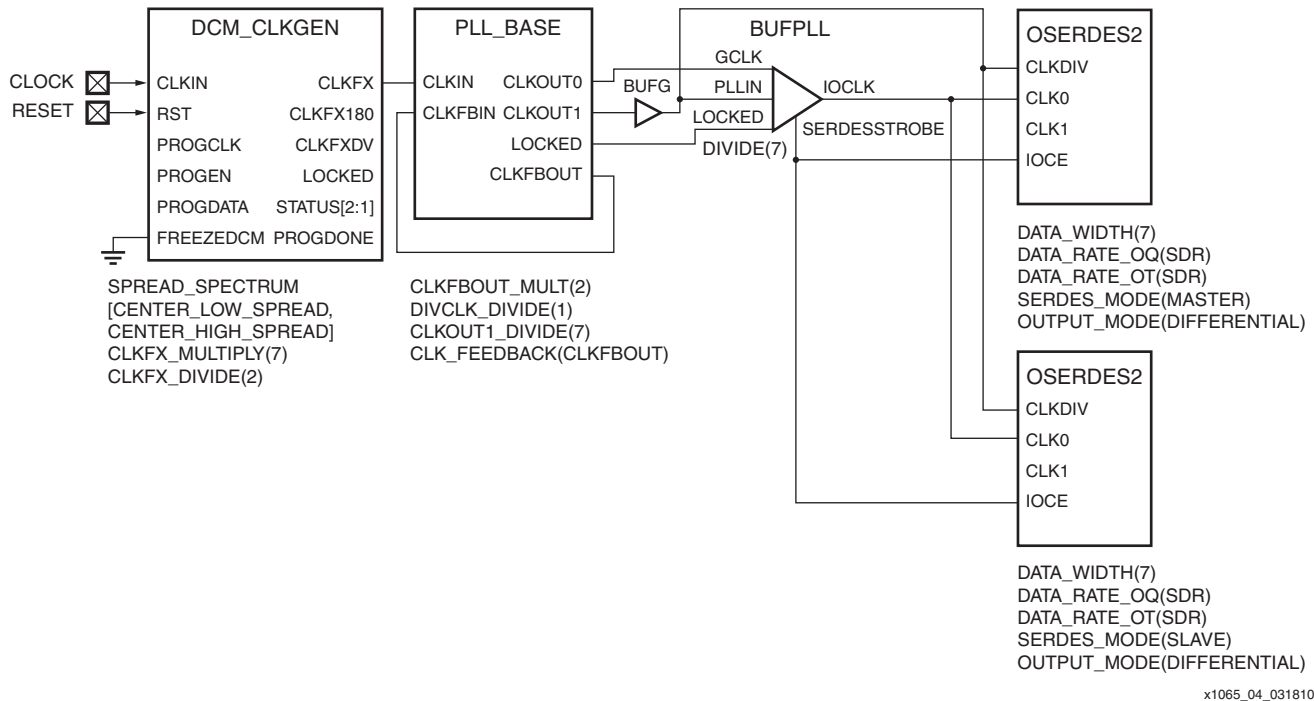 DCM_CLKGEN
CLOCK
RESET
CLKIN
RST
PROGCLK
PROGEN
PROGDATA
FREEZEDCM
CLKFX
CLKFX180
CLKFXDV
LOCKED
STATUS[2:1]
PROGDONE
SPREAD_SPECTRUM
[CENTER_LOW_SPREAD,
CENTER_HIGH_SPREAD]
CLKFX_MULTIPLY(7)
CLKFX_DIVIDE(2)
PLL_BASE
CLKIN
CLKFBIN
CLKOUT0
CLKOUT1
LOCKED
CLKFBOUT
CLKFBOUT_MULT(2)
DIVCLK_DIVIDE(1)
CLKOUT1_DIVIDE(7)
CLK_FEEDBACK(CLKFBOUT)
BUFG
BUFPLL
GCLK
PLLIN
LOCKED
DIVIDE(7)
IOCLK
SERDESSTROBE
OSERDES2
CLKDIV
CLK0
CLK1
IOCE
DATA_WIDTH(7)
DATA_RATE_OQ(SDR)
DATA_RATE_OT(SDR)
SERDES_MODE(MASTER)
OUTPUT_MODE(DIFFERENTIAL)
OSERDES2
CLKDIV
CLK0
CLK1
IOCE
DATA_WIDTH(7)
DATA_RATE_OQ(SDR)
DATA_RATE_OT(SDR)
SERDES_MODE(SLAVE)
OUTPUT_MODE(DIFFERENTIAL)
x1065_04_031810